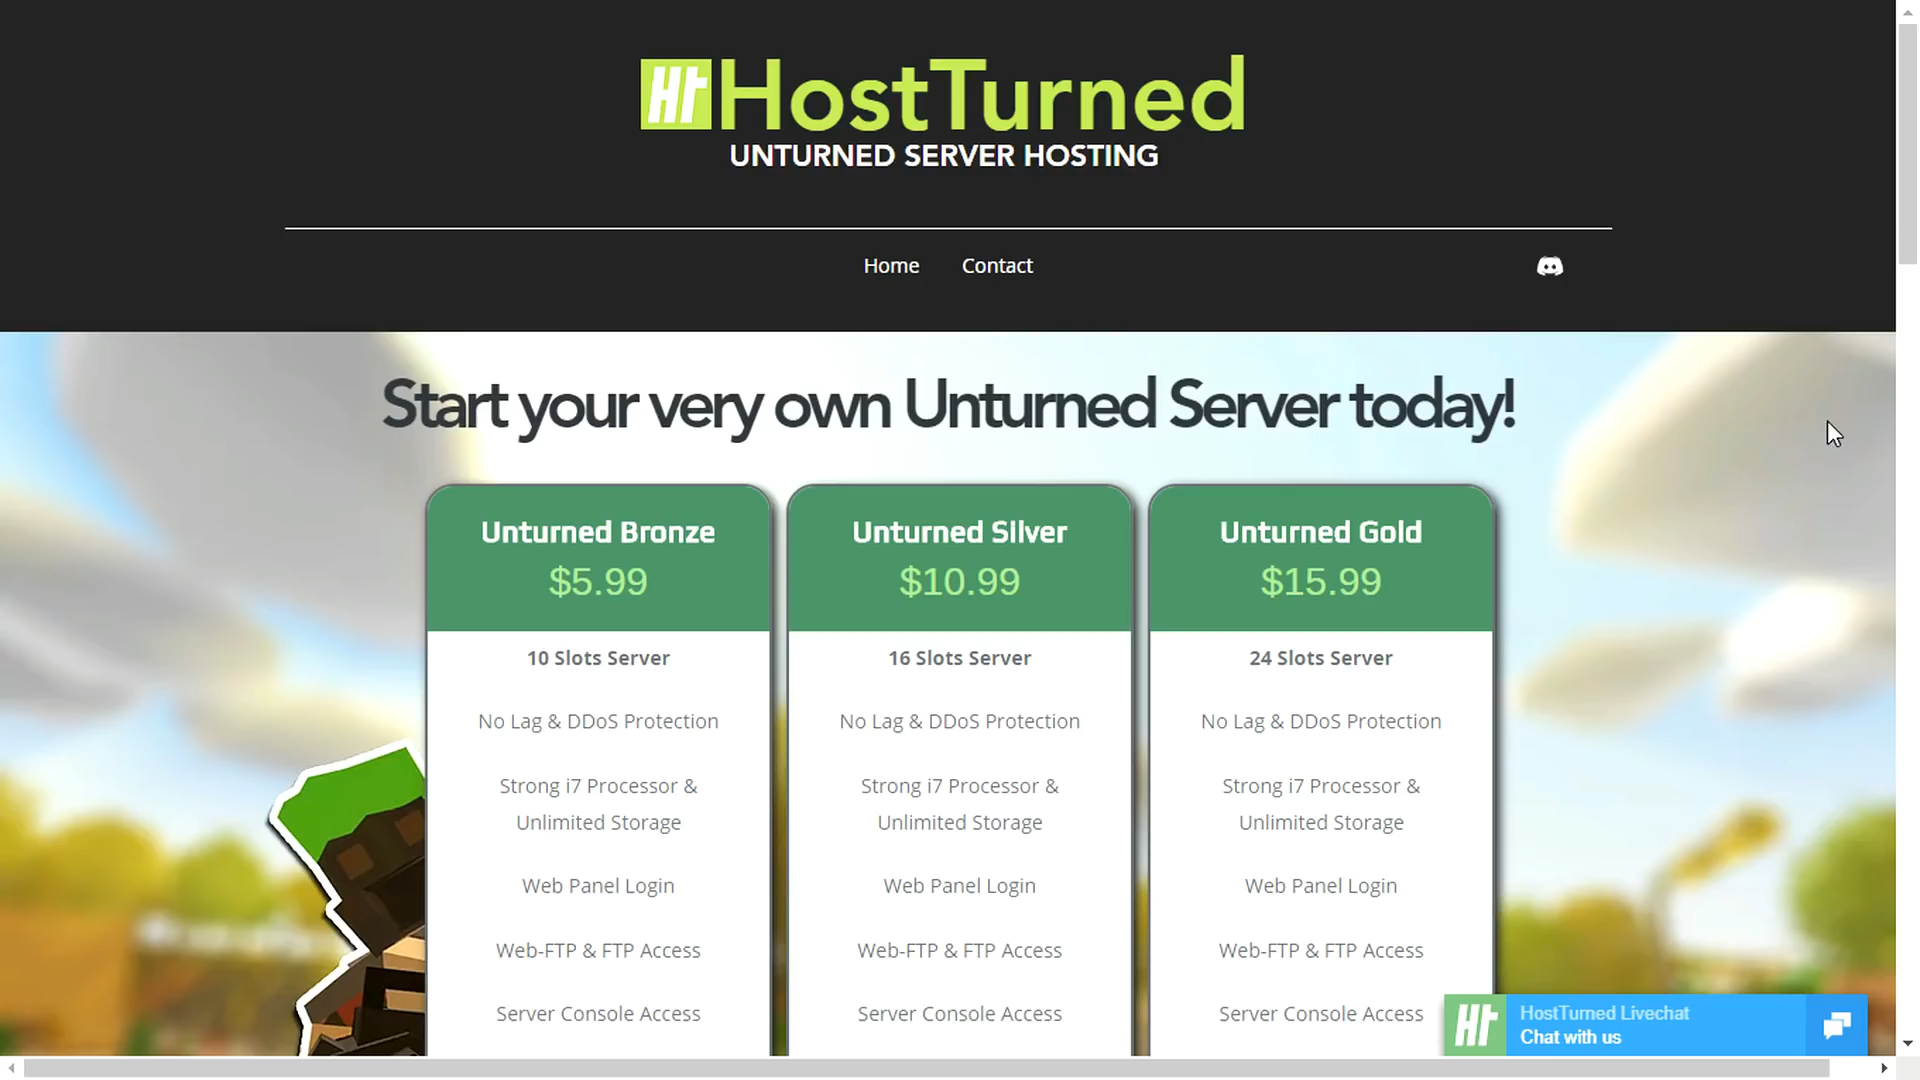 Ht HostTurned
UNTURNED SERVER HOSTING
Home
Contact
Start your very own Unturned Server today!
Unturned Bronze
$5.99
10 Slots Server
No Lag & DDoS Protection
Strong i7 Processor &
Unlimited Storage
Web Panel Login
Web-FTP & FTP Access
Server Console Access
Unturned Silver
$10.99
16 Slots Server
No Lag & DDoS Protection
Strong i7 Processor &
Unlimited Storage
Web Panel Login
Web-FTP & FTP Access
Server Console Access
Unturned Gold
$15.99
24 Slots Server
No Lag & DDoS Protection
Strong i7 Processor &
Unlimited Storage
Web Panel Login
Web-FTP & FTP Access
Server Console Access
Ht
HostTurned Livechat
Chat with us